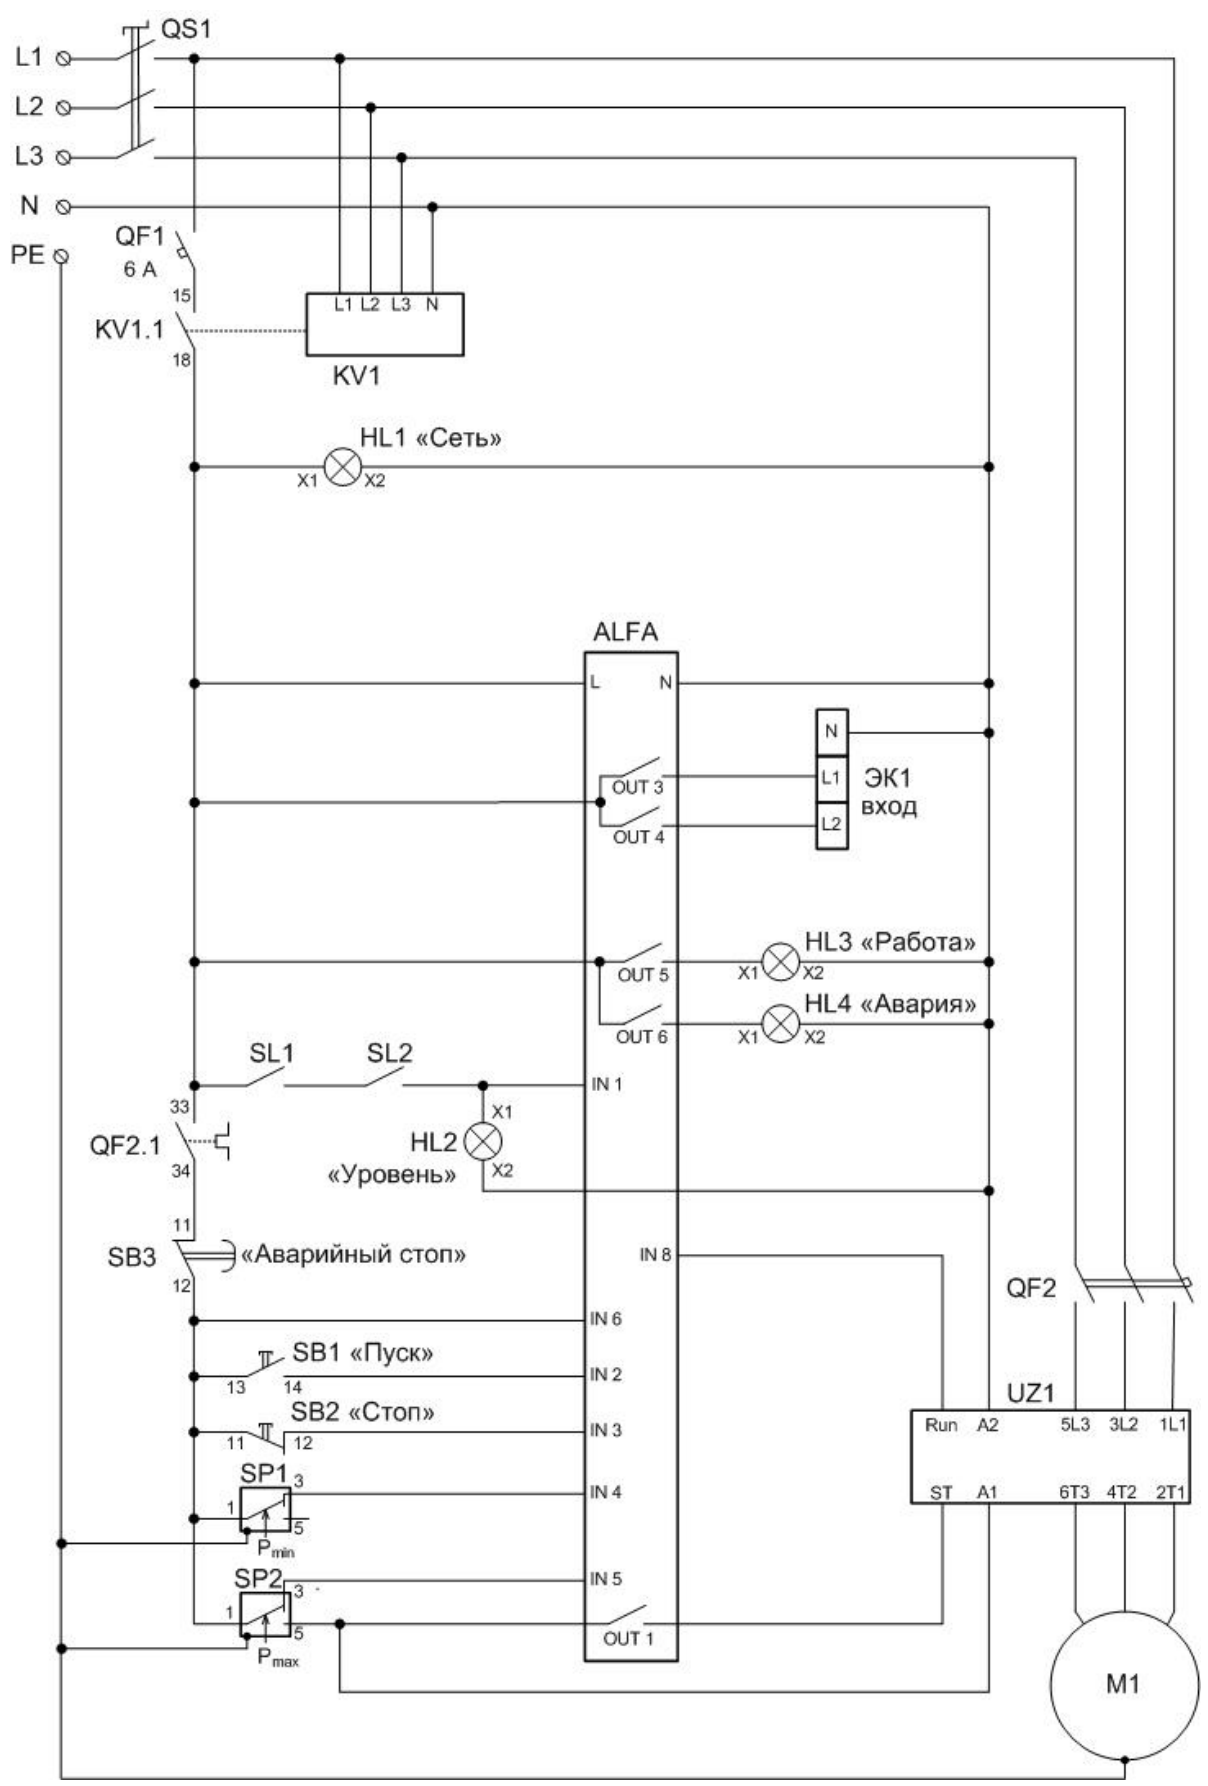 QS1
L1
L2
L3
N
PE
QF1
6 A
15
KV1.1
18
L1 L2 L3 N
KV1
HL1 «Сеть»
X1 X2
ALFA
L N
N
OUT 3
L1
ЭК1
вход
OUT 4
L2
HL3 «Работа»
OUT 5
X1 X2
HL4 «Авария»
OUT 6
X1 X2
SL1 SL2
IN 1
33
X1
QF2.1
HL2
34
X2
«Уровень»
11
SB3
«Аварийный стоп»
12
IN 8
QF2
IN 6
SB1 «Пуск»
13 14
IN 2
SB2 «Стоп»
11 12
IN 3
UZ1
Run A2 5L3 3L2 1L1
ST A1 6T3 4T2 2T1
SP1
3
IN 4
1
5
Pmin
SP2
3
IN 5
1
5
Pmax
OUT 1
M1